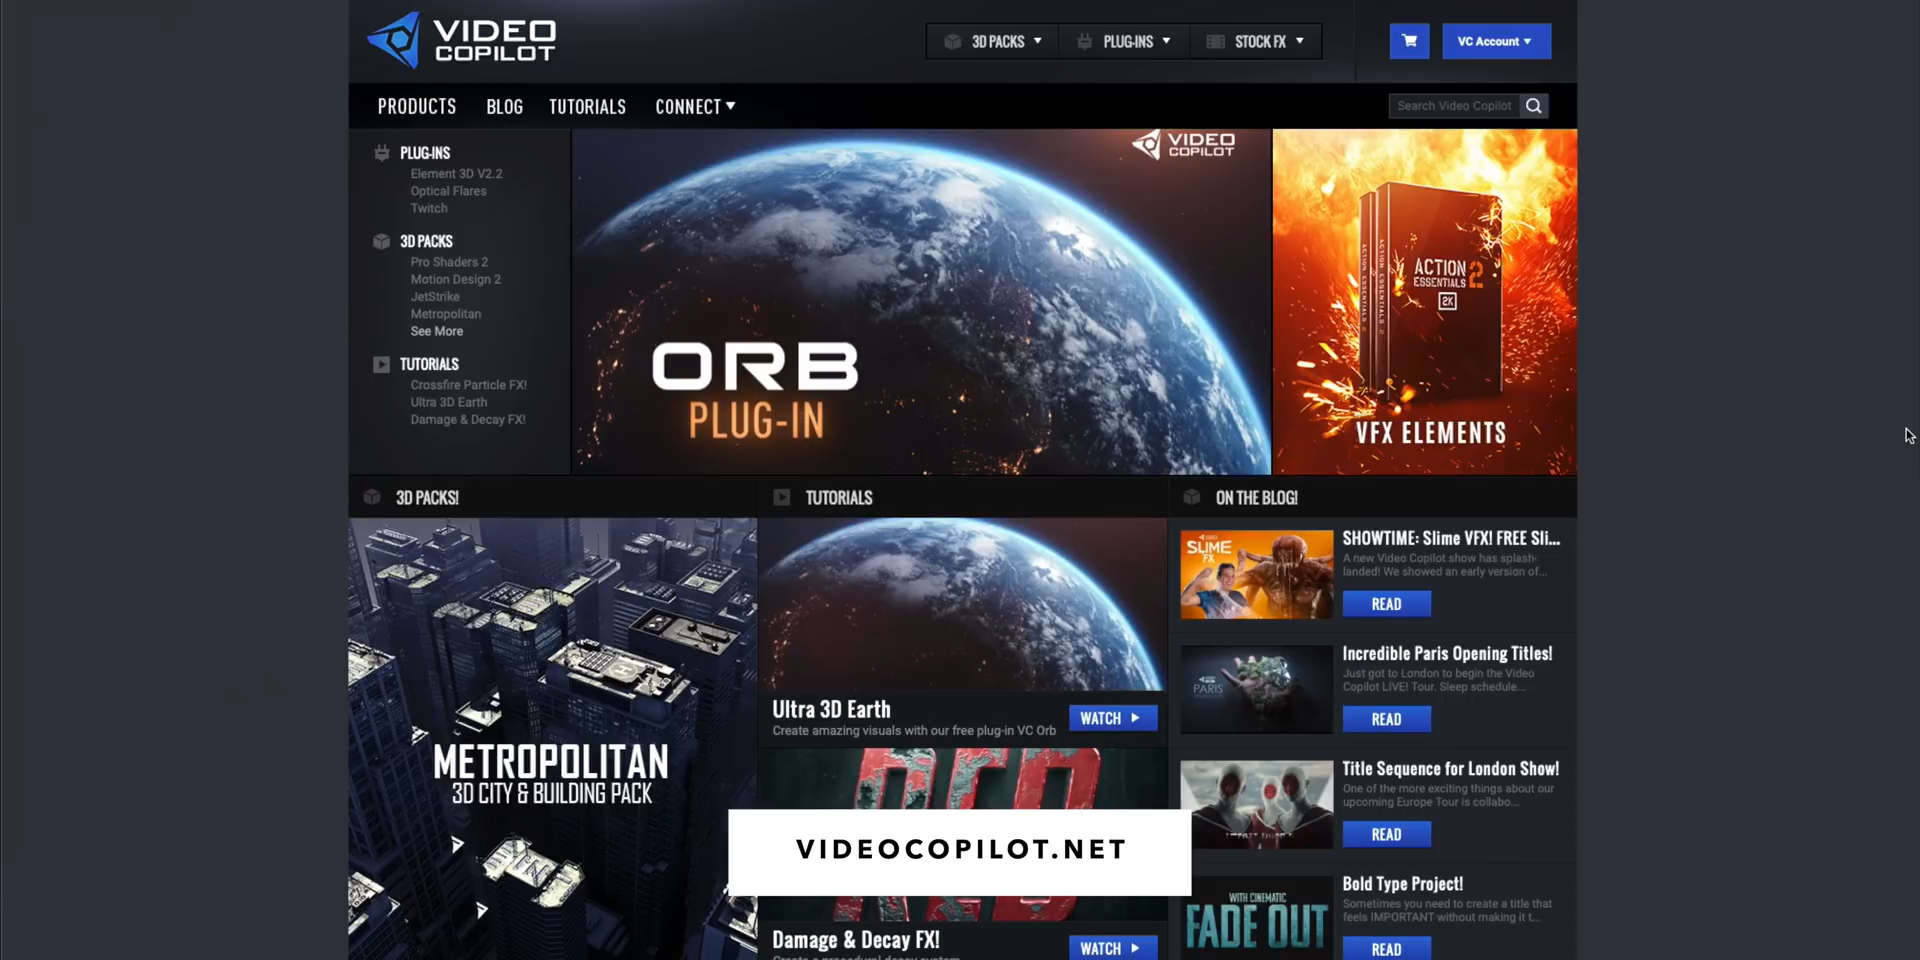 VIDEO
COPILOT
3D PACKS
PLUG-INS
STOCK FX
VC Account
PRODUCTS
BLOG
TUTORIALS
CONNECT
Search Video Copilot
PLUG-INS
Element 3D V2.2
Optical Flares
Twitch
3D PACKS
Pro Shaders 2
Motion Design 2
JetStrike
Metropolitan
See More
TUTORIALS
Crossfire Particle FX!
Ultra 3D Earth
Damage & Decay FX!
VIDEO
COPILOT
ORB
PLUG-IN
ACTION ESSENTIALS
ACTION ESSENTIALS
ACTION
ESSENTIALS 2
2K
VFX ELEMENTS
3D PACKS!
METROPOLITAN
3D CITY & BUILDING PACK
TUTORIALS
Ultra 3D Earth
Create amazing visuals with our free plug-in VC Orb
WATCH
RED
Damage & Decay FX!
WATCH
ON THE BLOG!
SLIME
FX
SHOWTIME: Slime VFX! FREE Sli...
A new Video Copilot show has splash-
landed! We showed an early version of...
READ
PARIS
Incredible Paris Opening Titles!
Just got to London to begin the Video
Copilot LIVE! Tour. Sleep schedule...
READ
Title Sequence for London Show!
One of the more exciting things about our
upcoming Europe Tour is collabo...
READ
WITH CINEMATIC
FADE OUT
Bold Type Project!
Sometimes you need to create a title that
feels IMPORTANT without making it t...
READ
VIDEOCOPILOT.NET